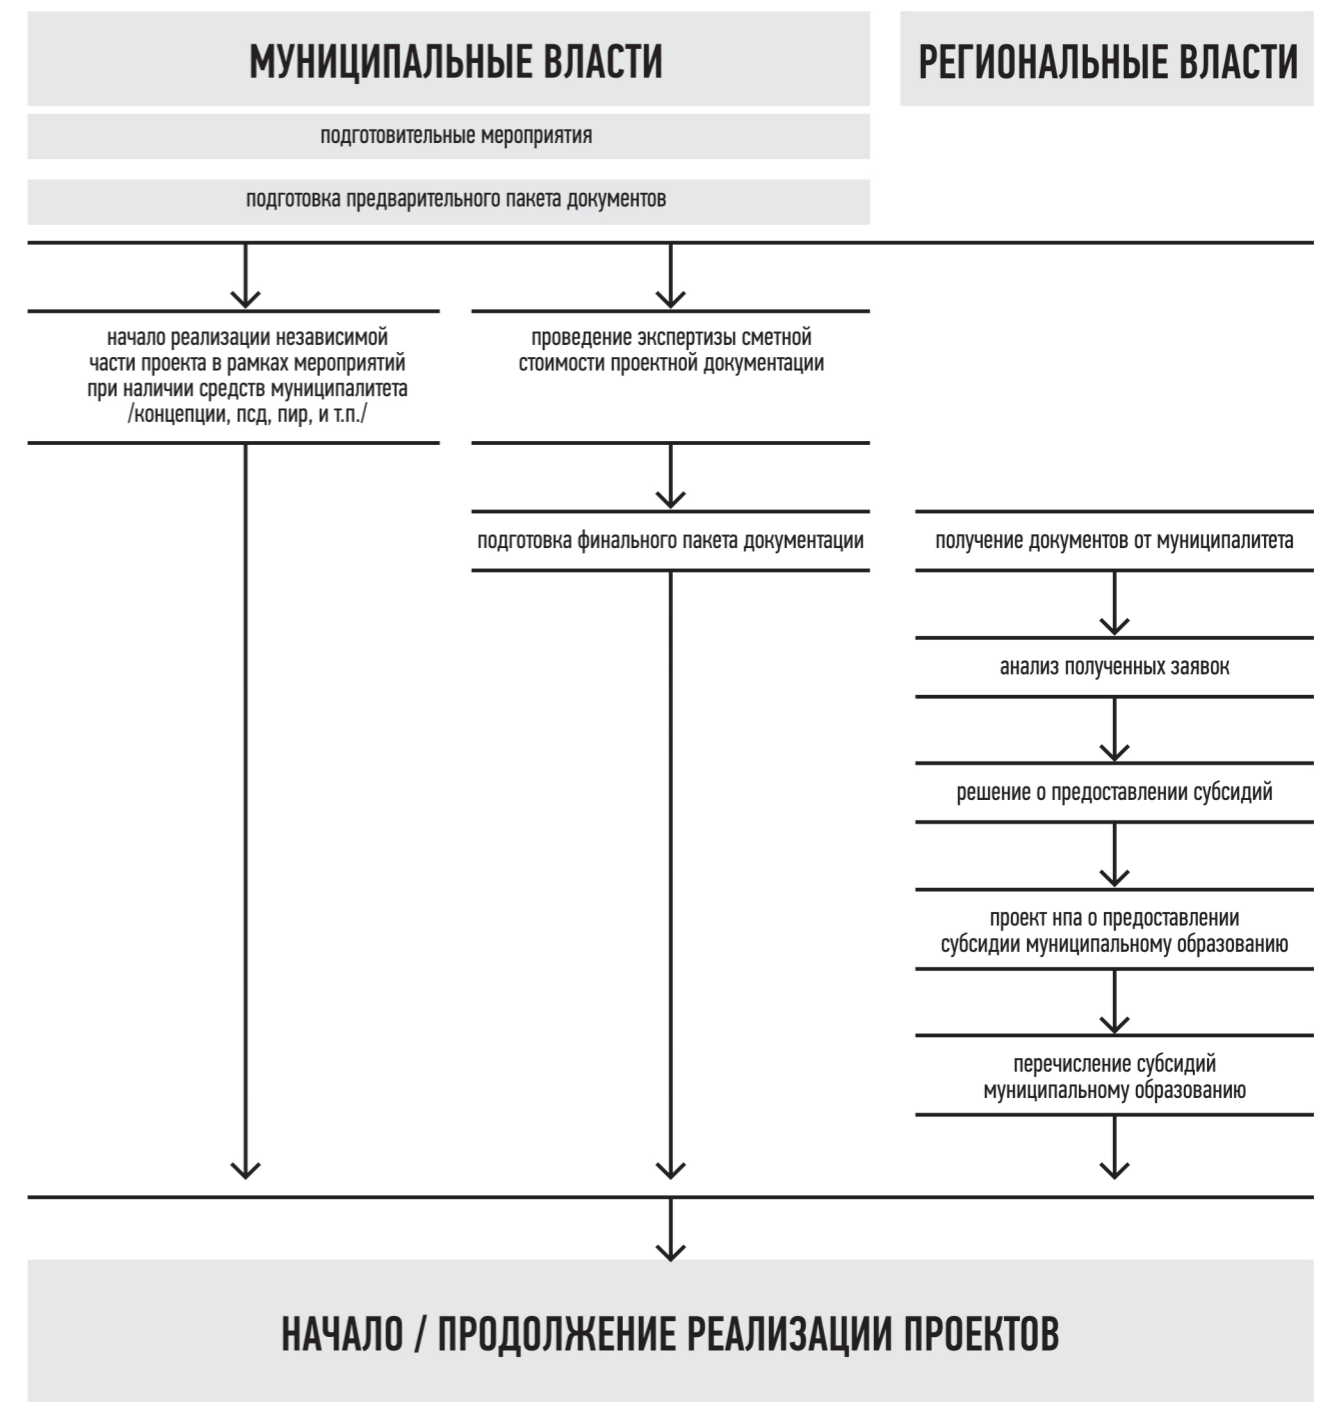 МУНИЦИПАЛЬНЫЕ ВЛАСТИ
РЕГИОНАЛЬНЫЕ ВЛАСТИ
подготовительные мероприятия
подготовка предварительного пакета документов
начало реализации независимой
части проекта в рамках мероприятий
при наличии средств муниципалитета
/концепции, псд, пир, и т.п./
проведение экспертизы сметной
стоимости проектной документации
подготовка финального пакета документации
получение документов от муниципалитета
анализ полученных заявок
решение о предоставлении субсидий
проект нпа о предоставлении
субсидии муниципальному образованию
перечисление субсидий
муниципальному образованию
НАЧАЛО / ПРОДОЛЖЕНИЕ РЕАЛИЗАЦИИ ПРОЕКТОВ